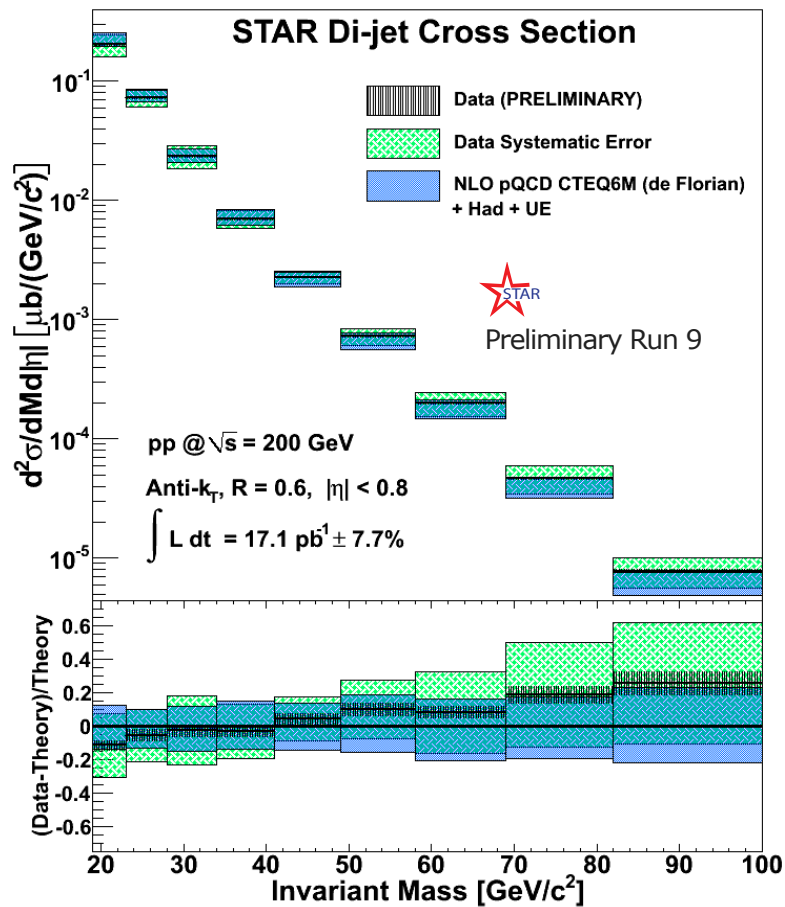 STAR Di-jet Cross Section
Data (PRELIMINARY)
Data Systematic Error
NLO pQCD CTEQ6M (de Florian)
+ Had + UE
STAR
Preliminary Run 9
pp @ √s = 200 GeV
Anti-k_T, R = 0.6, |η| < 0.8
∫ L dt = 17.1 pb⁻¹ ± 7.7%
d²σ/dMd|η| [μb/(GeV/c²)]
10⁻¹
10⁻²
10⁻³
10⁻⁴
10⁻⁵
(Data-Theory)/Theory
0.6
0.4
0.2
0
-0.2
-0.4
-0.6
20 30 40 50 60 70 80 90 100
Invariant Mass [GeV/c²]